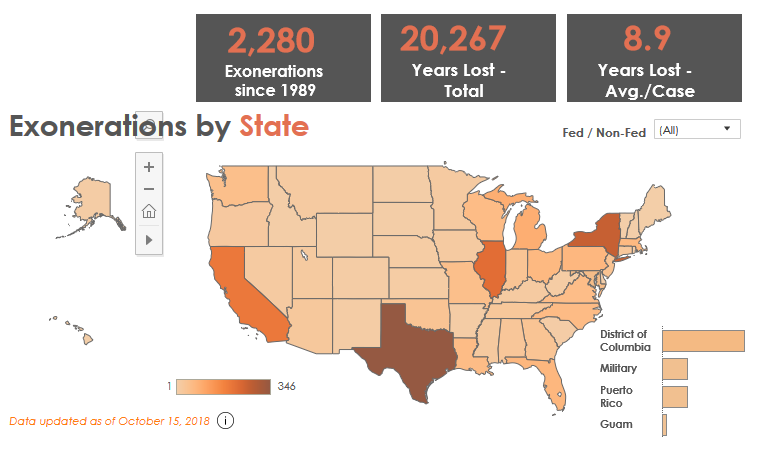 2,280
Exonerations
since 1989
20,267
Years Lost -
Total
8.9
Years Lost -
Avg./Case
Exonerations by State
Fed / Non-Fed (All)
District of
Columbia
Military
Puerto
Rico
Guam
1 346
Data updated as of October 15, 2018